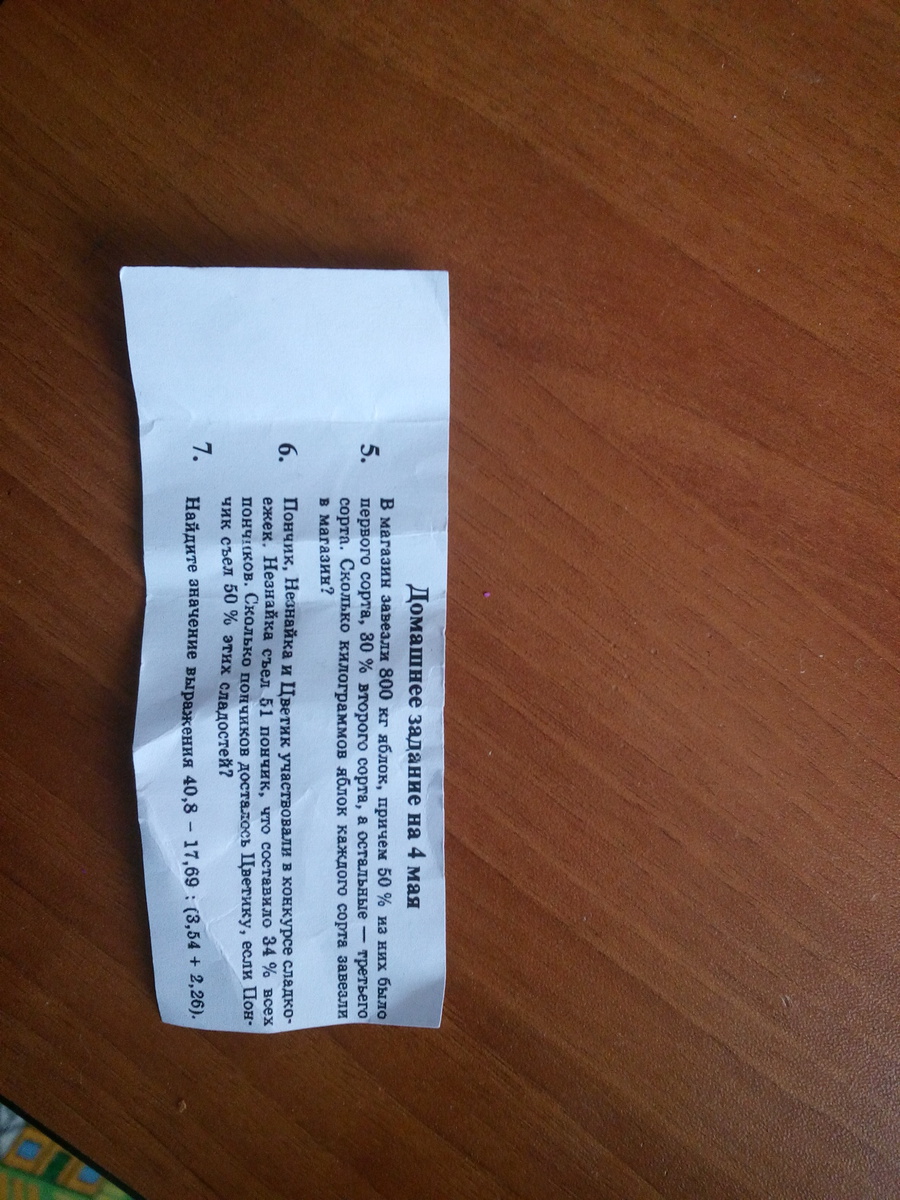 Домашнее задание на 4 мая
5. В магазин завезли 800 кг яблок, причем 50 % из них было
первого сорта, 30 % второго сорта, а остальные — третьего
сорта. Сколько килограммов яблок каждого сорта завезли
в магазин?
6. Пончик, Незнайка и Цветик участвовали в конкурсе сладко-
ежек. Незнайка съел 51 пончик, что составило 34 % всех
пончиков. Сколько пончиков досталось Цветику, если Пон-
чик съел 50 % этих сладостей?
7. Найдите значение выражения 40,8 – 17,69 : (3,54 + 2,26).